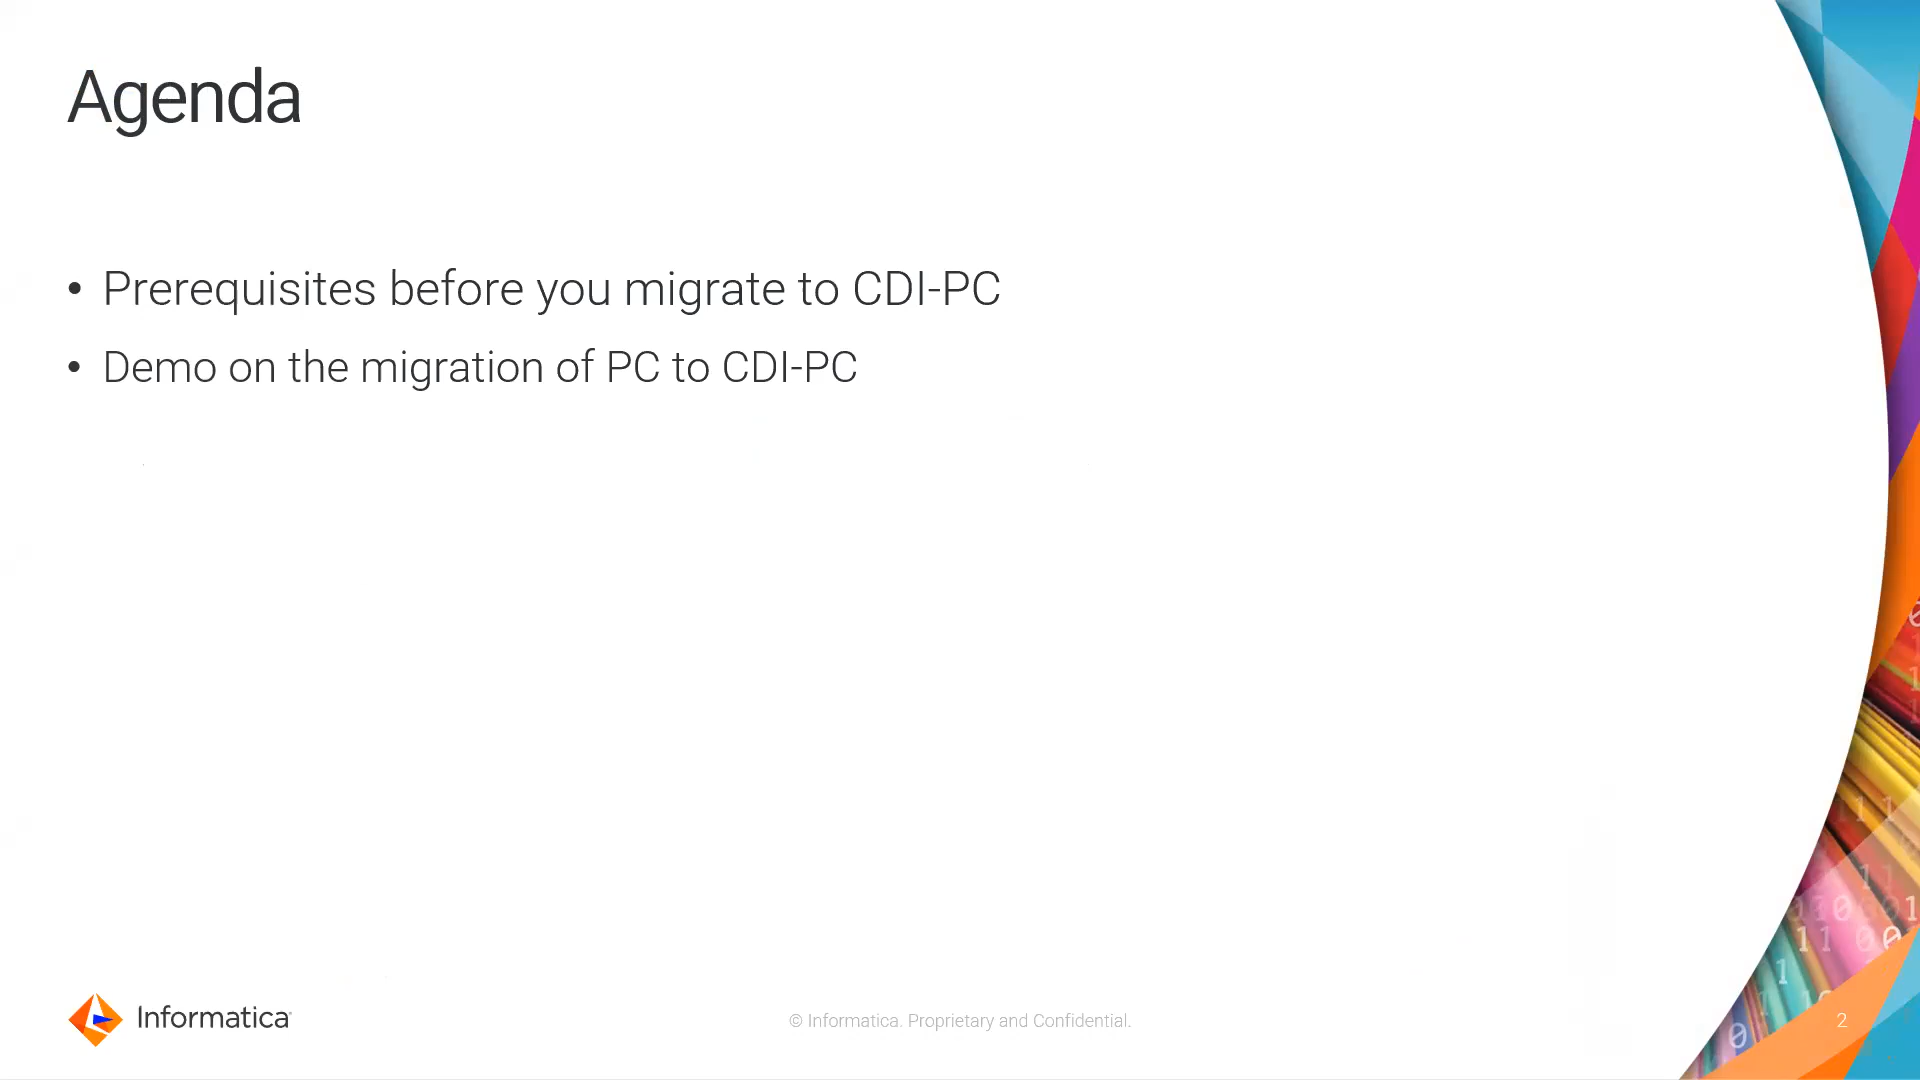 Agenda
• Prerequisites before you migrate to CDI-PC
• Demo on the migration of PC to CDI-PC
Informatica
© Informatica. Proprietary and Confidential.
2